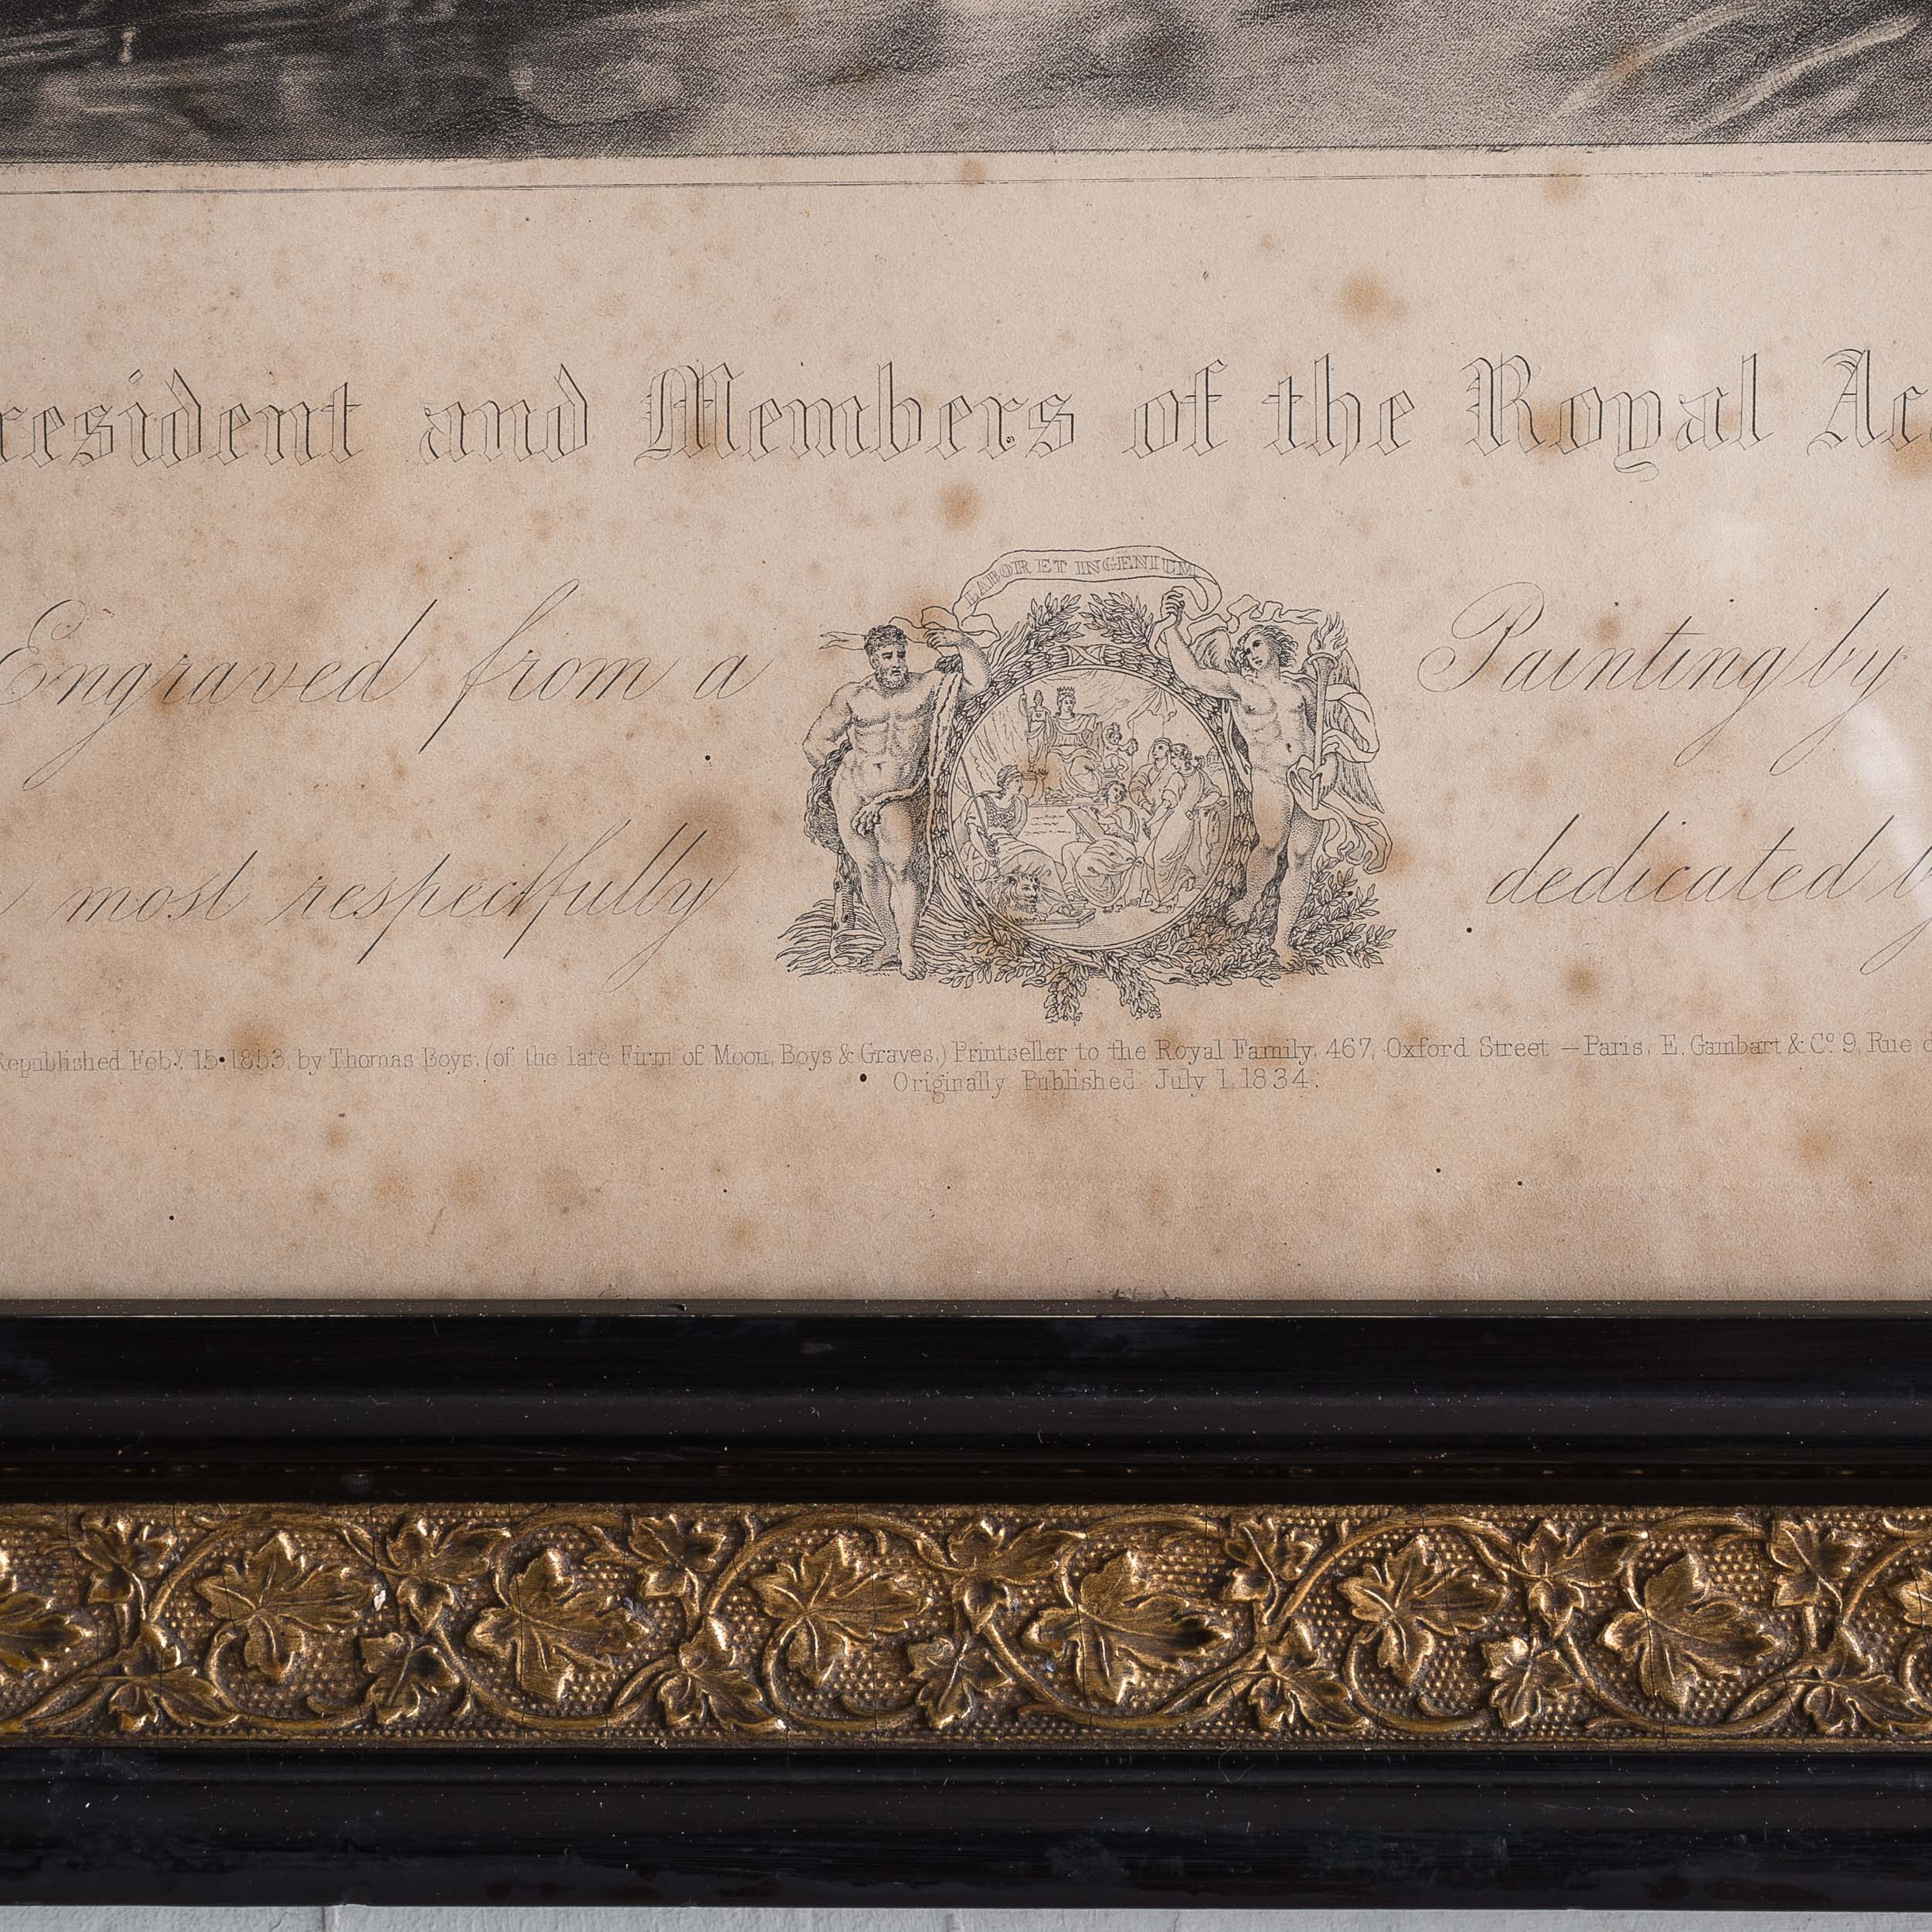 resident and Members of the Royal Ac
LABOR ET INGENIUM
Engraved from a Painting by
most respectfully dedicated
Republished Feby. 15. 1853, by Thomas Boys, (of the late Firm of Moon, Boys & Graves,) Printseller to the Royal Family, 467, Oxford Street — Paris, E. Gambart & Co. 9, Rue d
Originally Published July 1, 1834.